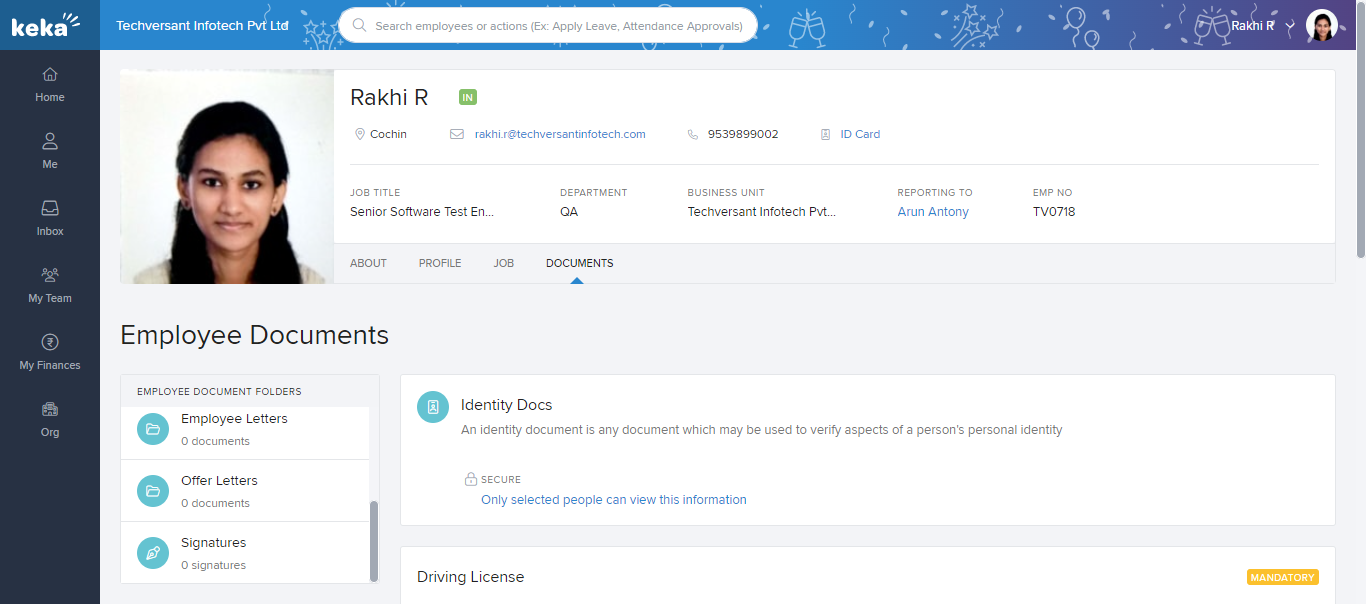 keka
Techversant Infotech Pvt Ltd
Search employees or actions (Ex: Apply Leave, Attendance Approvals)
Rakhi R
Home
Me
Inbox
My Team
My Finances
Org
Rakhi R IN
Cochin rakhi.r@techversantinfotech.com 9539899002 ID Card
JOB TITLE DEPARTMENT BUSINESS UNIT REPORTING TO EMP NO
Senior Software Test En... QA Techversant Infotech Pvt... Arun Antony TV0718
ABOUT PROFILE JOB DOCUMENTS
Employee Documents
EMPLOYEE DOCUMENT FOLDERS
Employee Letters
0 documents
Offer Letters
0 documents
Signatures
0 signatures
Identity Docs
An identity document is any document which may be used to verify aspects of a person's personal identity
SECURE
Only selected people can view this information
Driving License MANDATORY